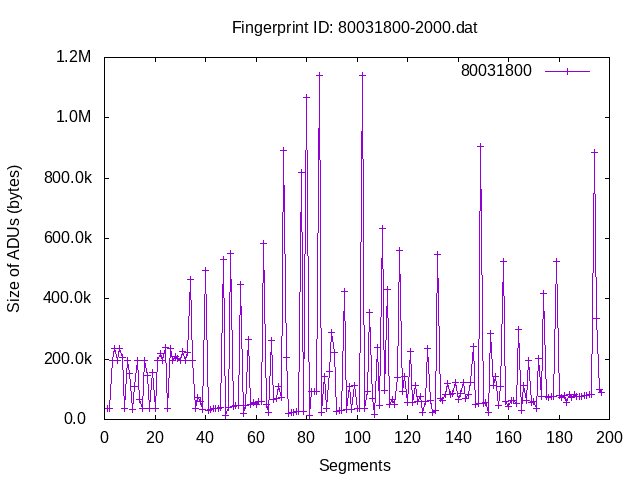 Fingerprint ID: 80031800-2000.dat
1.2M
80031800
1.0M
800.0k
600.0k
400.0k
200.0k
0.0
Size of ADUs (bytes)
0 20 40 60 80 100 120 140 160 180 200
Segments